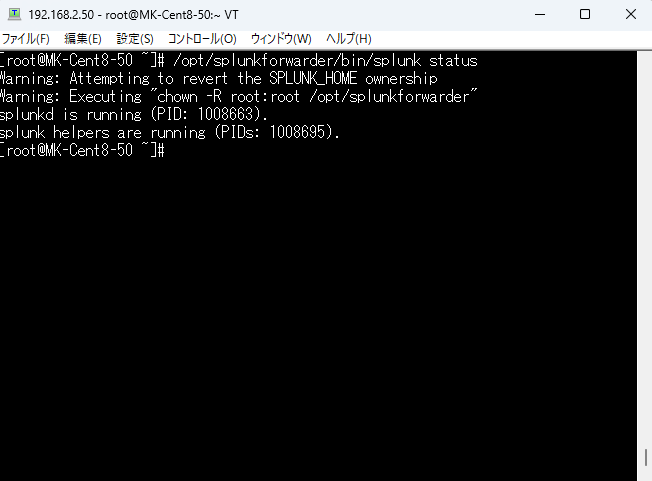 192.168.2.50 - root@MK-Cent8-50:~ VT
ファイル(F) 編集(E) 設定(S) コントロール(O) ウィンドウ(W) ヘルプ(H)
[root@MK-Cent8-50 ~]# /opt/splunkforwarder/bin/splunk status
Warning: Attempting to revert the SPLUNK_HOME ownership
Warning: Executing "chown -R root:root /opt/splunkforwarder"
splunkd is running (PID: 1008663).
splunk helpers are running (PIDs: 1008695).
[root@MK-Cent8-50 ~]#